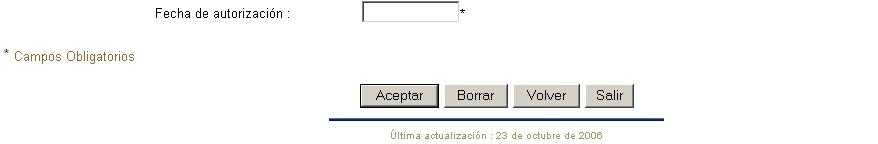 Fecha de autorización :  *
* Campos Obligatorios
Aceptar Borrar Volver Salir
Última actualización : 23 de octubre de 2006